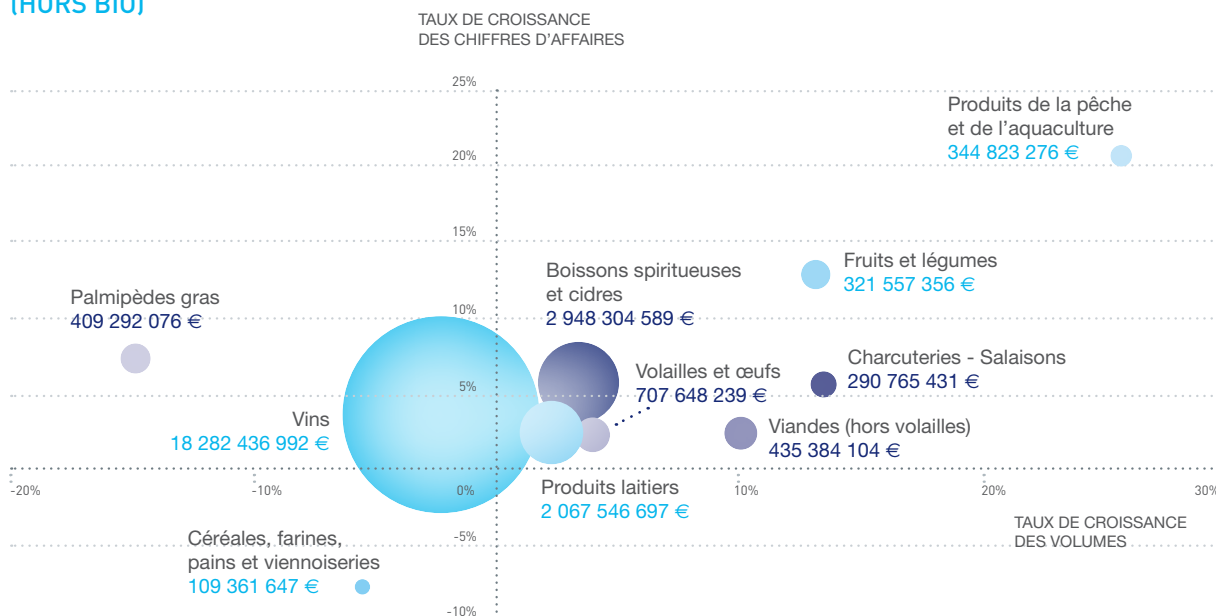 (HORS BIO)
TAUX DE CROISSANCE
DES CHIFFRES D'AFFAIRES
25%
Produits de la pêche
et de l'aquaculture
344 823 276 €
20%
15%
Boissons spiritueuses
et cidres
2 948 304 589 €
Fruits et légumes
321 557 356 €
Palmipèdes gras
409 292 076 €
10%
Volailles et œufs
707 648 239 €
Charcuteries - Salaisons
290 765 431 €
5%
Vins
18 282 436 992 €
Viandes (hors volailles)
435 384 104 €
-20%
-10%
0%
10%
20%
30%
Produits laitiers
2 067 546 697 €
TAUX DE CROISSANCE
DES VOLUMES
Céréales, farines,
pains et viennoiseries
109 361 647 €
-5%
-10%